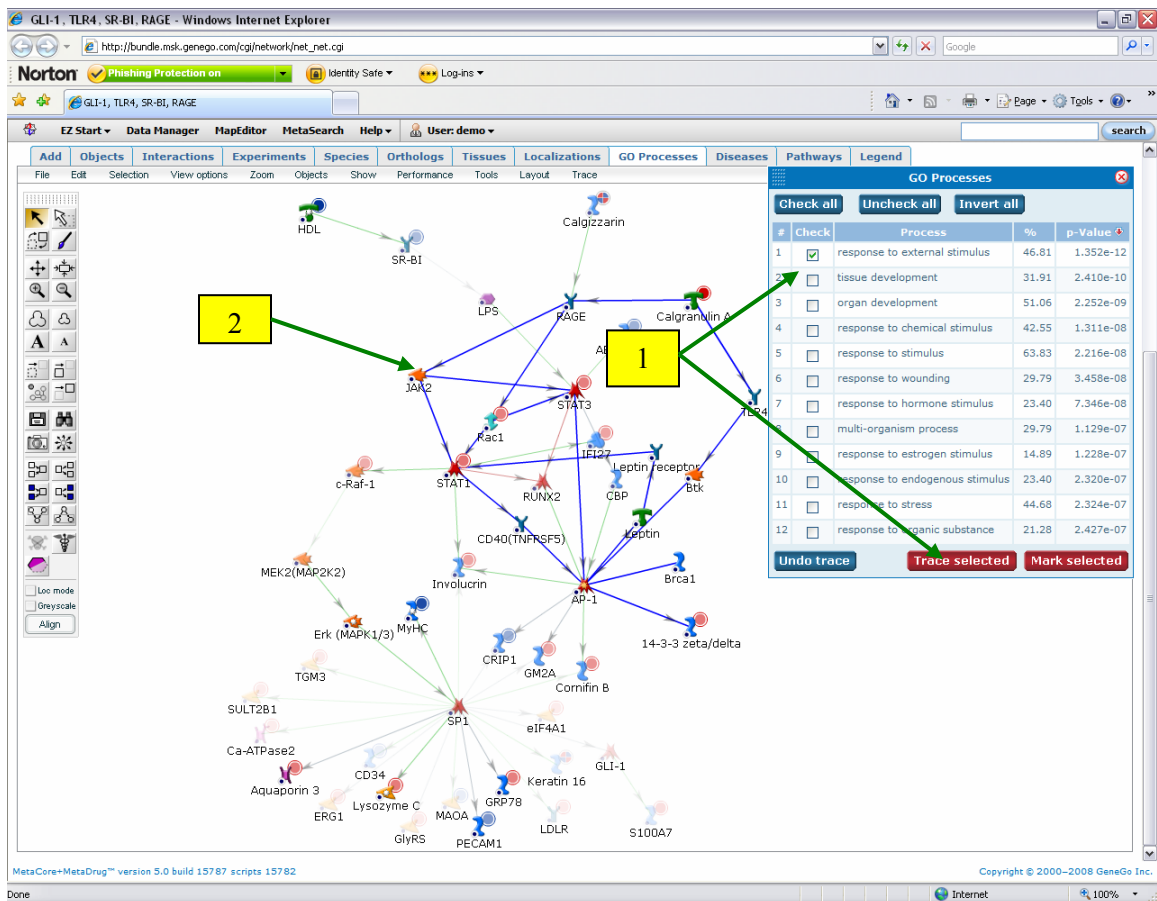 GLI-1, TLR4, SR-BI, RAGE - Windows Internet Explorer
http://bundle.msk.genego.com/cgi/network/net_net.cgi
Google
Norton Phishing Protection on Identity Safe Log-ins
GLI-1, TLR4, SR-BI, RAGE
Page Tools
EZ Start Data Manager MapEditor MetaSearch Help User: demo search
Add Objects Interactions Experiments Species Orthologs Tissues Localizations GO Processes Diseases Pathways Legend
File Edit Selection View options Zoom Objects Show Performance Tools Layout Trace
GO Processes
Check all Uncheck all Invert all
# Check Process % p-Value
1 response to external stimulus 46.81 1.352e-12
2 tissue development 31.91 2.410e-10
3 organ development 51.06 2.252e-09
4 response to chemical stimulus 42.55 1.311e-08
5 response to stimulus 63.83 2.216e-08
6 response to wounding 29.79 3.458e-08
7 response to hormone stimulus 23.40 7.346e-08
8 multi-organism process 29.79 1.129e-07
9 response to estrogen stimulus 14.89 1.228e-07
10 response to endogenous stimulus 23.40 2.320e-07
11 response to stress 44.68 2.324e-07
12 response to organic substance 21.28 2.427e-07
Undo trace Trace selected Mark selected
HDL
Calgizzarin
SR-BI
LPS
RAGE
Calgranulin A
2
1
JAK2
STAT3
TLR4
Rac1
IFI27
Leptin receptor
c-Raf-1
STAT1
RUNX2
CBP
Btk
CD40(TNFRSF5)
Leptin
MEK2(MAP2K2)
Involucrin
Brca1
AP-1
Erk (MAPK1/3)
MyHC
14-3-3 zeta/delta
CRIP1
GM2A
Cornifin B
TGM3
SULT2B1
SP1
eIF4A1
Ca-ATPase2
GLI-1
CD34
Keratin 16
Aquaporin 3
Lysozyme C
GRP78
ERG1
MAOA
LDLR
S100A7
GlyRS
PECAM1
A A
Loc mode
Greyscale
Align
MetaCore+MetaDrug™ version 5.0 build 15787 scripts 15782
Copyright © 2000-2008 GeneGo Inc.
Done
Internet
100%